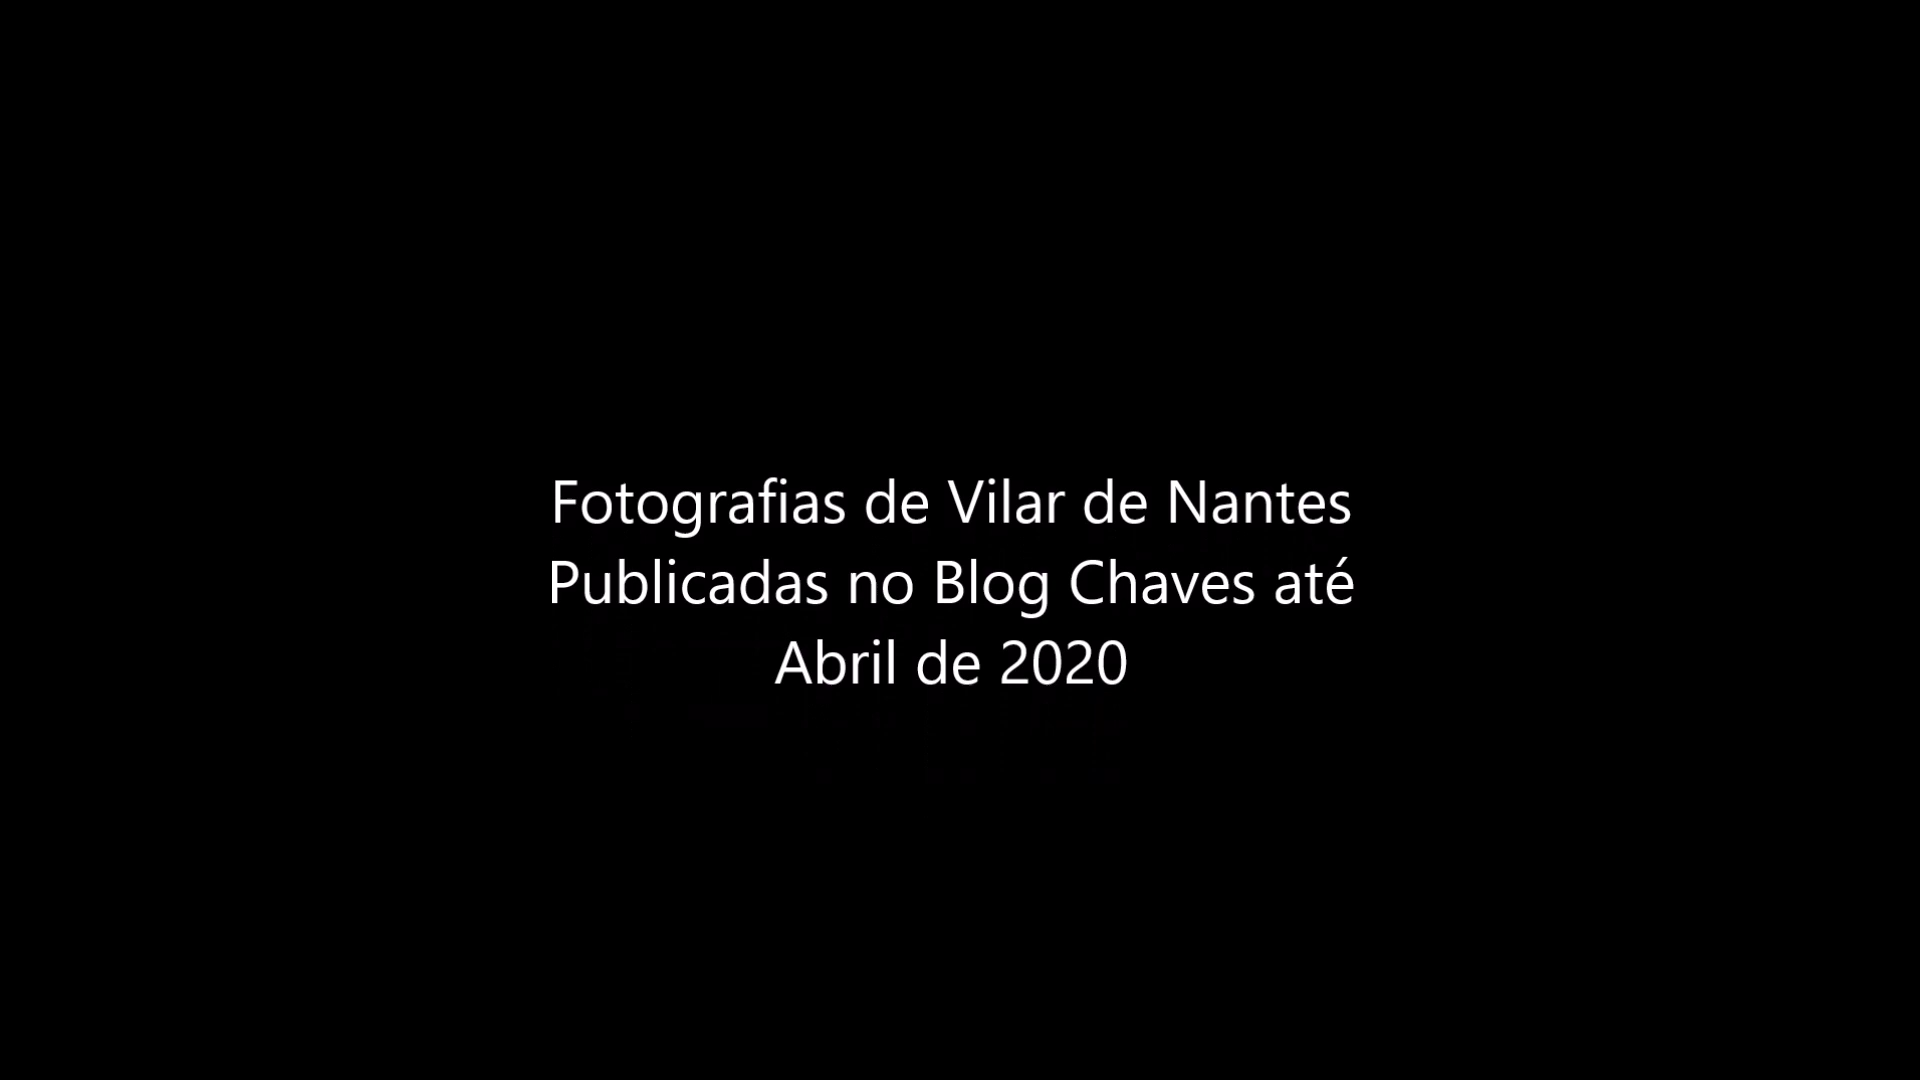 Fotografias de Vilar de Nantes
Publicadas no Blog Chaves até
Abril de 2020